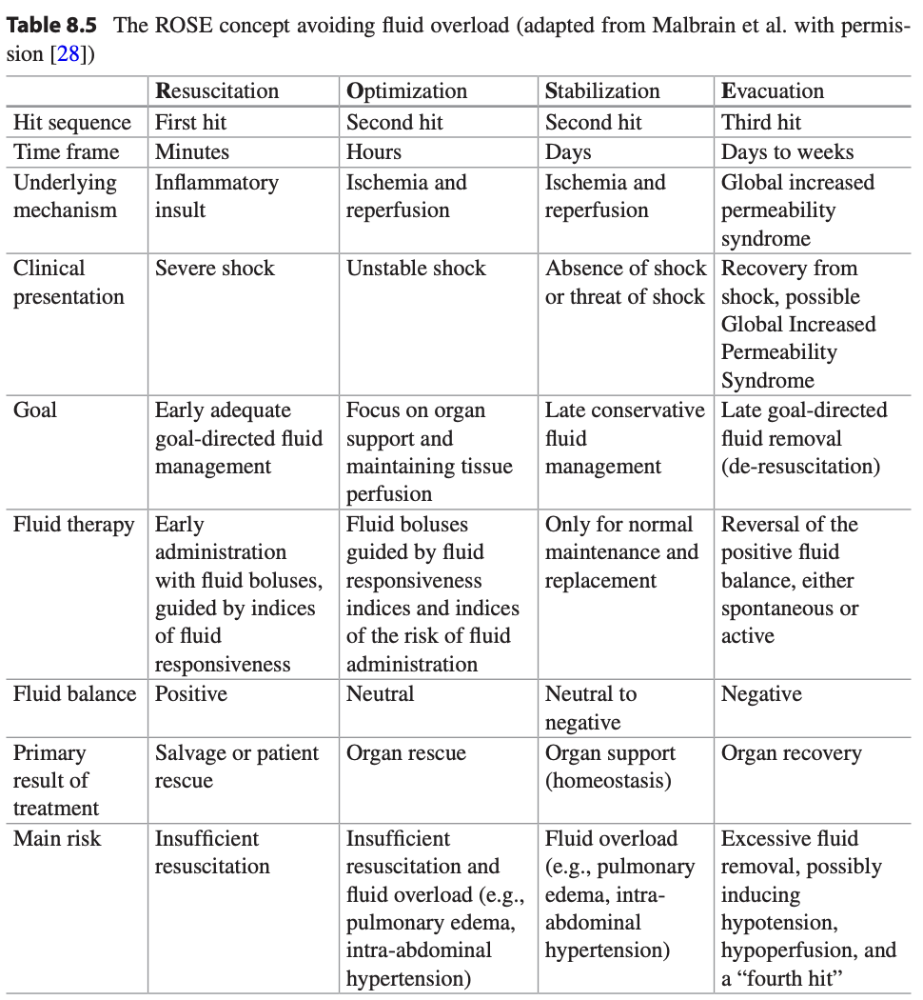 Table 8.5 The ROSE concept avoiding fluid overload (adapted from Malbrain et al. with permis-
sion [28])
Resuscitation Optimization Stabilization Evacuation
Hit sequence First hit Second hit Second hit Third hit
Time frame Minutes Hours Days Days to weeks
Underlying Inflammatory Ischemia and Ischemia and Global increased
mechanism insult reperfusion reperfusion permeability
syndrome
Clinical Severe shock Unstable shock Absence of shock Recovery from
presentation or threat of shock shock, possible
Global Increased
Permeability
Syndrome
Goal Early adequate Focus on organ Late conservative Late goal-directed
goal-directed fluid support and fluid fluid removal
management maintaining tissue management (de-resuscitation)
perfusion
Fluid therapy Early Fluid boluses Only for normal Reversal of the
administration guided by fluid maintenance and positive fluid
with fluid boluses, responsiveness replacement balance, either
guided by indices indices and indices spontaneous or
of fluid of the risk of fluid active
responsiveness administration
Fluid balance Positive Neutral Neutral to Negative
negative
Primary Salvage or patient Organ rescue Organ support Organ recovery
result of rescue (homeostasis)
treatment
Main risk Insufficient Insufficient Fluid overload Excessive fluid
resuscitation resuscitation and (e.g., pulmonary removal, possibly
fluid overload (e.g., edema, intra- inducing
pulmonary edema, abdominal hypotension,
intra-abdominal hypertension) hypoperfusion, and
hypertension) a “fourth hit”